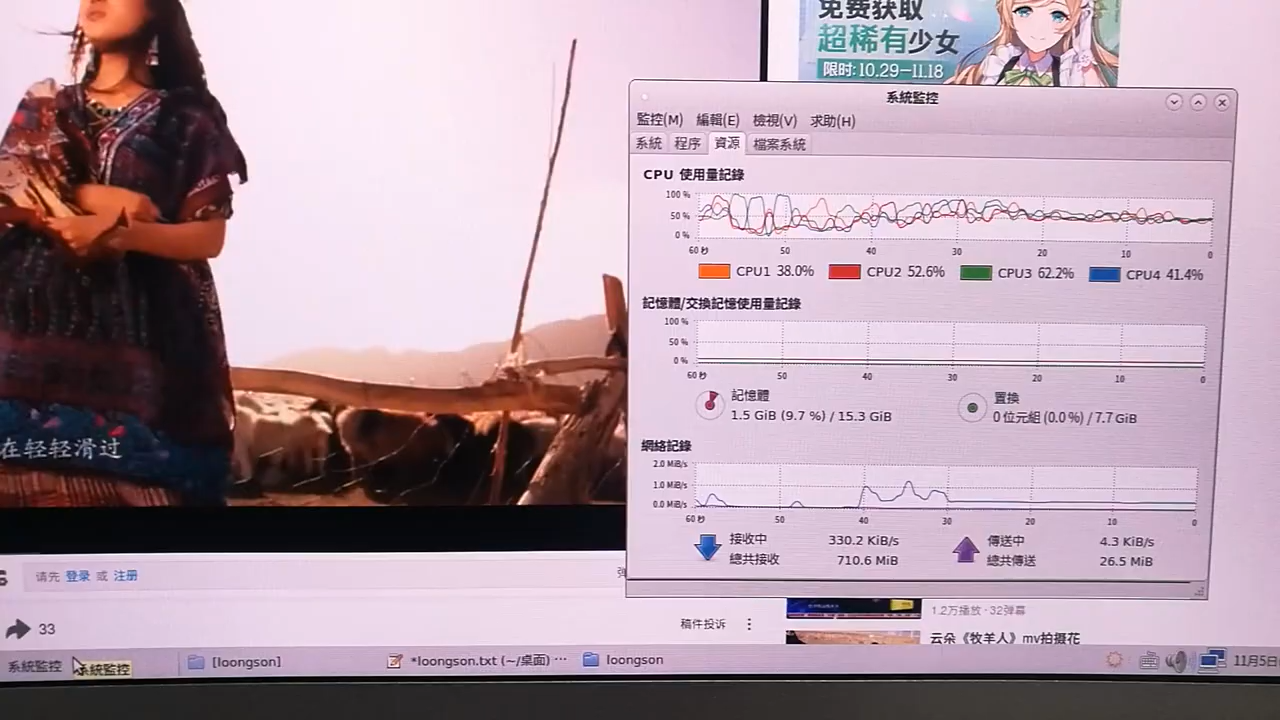 免费获取
超稀有少女
限时: 10.29—11.18
系統監控
監控(M) 編輯(E) 檢視(V) 求助(H)
系統 程序 資源 檔案系統
CPU 使用量記錄
100 %
50 %
0 %
60 秒 50 40 30 20 10 0
CPU1 38.0% CPU2 52.6% CPU3 62.2% CPU4 41.4%
記憶體/交換記憶使用量記錄
100 %
50 %
0 %
60 秒 50 40 30 20 10 0
記憶體
1.5 GiB (9.7 %) / 15.3 GiB
置換
0 位元組 (0.0 %) / 7.7 GiB
網絡記錄
2.0 MiB/s
1.0 MiB/s
0.0 MiB/s
60 秒 50 40 30 20 10 0
接收中 330.2 KiB/s
總共接收 710.6 MiB
傳送中 4.3 KiB/s
總共傳送 26.5 MiB
在轻轻滑过
请先 登录 或 注册
弹
33
稿件投诉
1.2万播放 · 32弹幕
云朵《牧羊人》mv拍摄花
系統監控 系統監控 [loongson] *loongson.txt (~/桌面) ··· loongson 11月5日